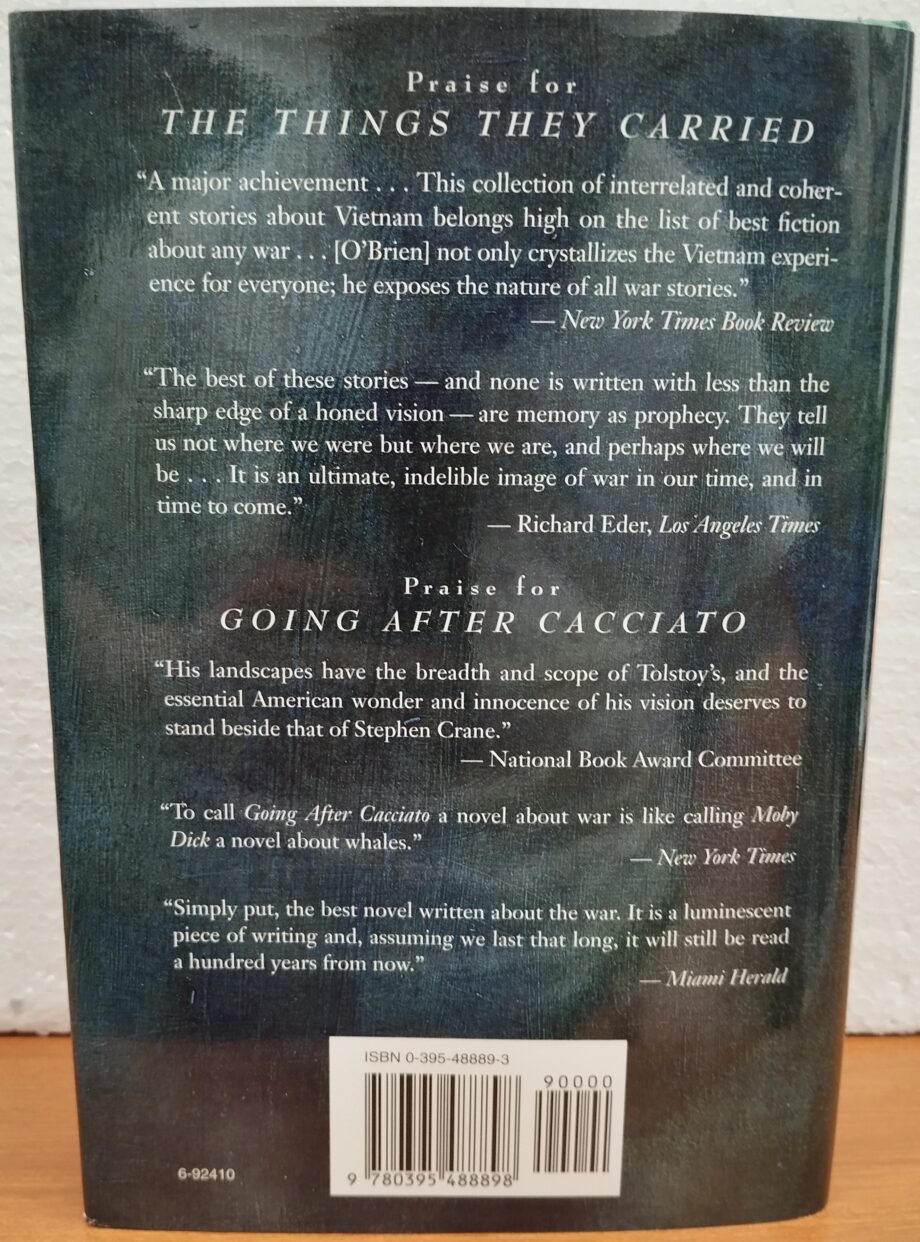 Praise for
THE THINGS THEY CARRIED
“A major achievement . . . This collection of interrelated and coher-
ent stories about Vietnam belongs high on the list of best fiction
about any war . . . [O’Brien] not only crystallizes the Vietnam experi-
ence for everyone; he exposes the nature of all war stories.”
— New York Times Book Review
“The best of these stories — and none is written with less than the
sharp edge of a honed vision — are memory as prophecy. They tell
us not where we were but where we are, and perhaps where we will
be . . . It is an ultimate, indelible image of war in our time, and in
time to come.”
— Richard Eder, Los Angeles Times
Praise for
GOING AFTER CACCIATO
“His landscapes have the breadth and scope of Tolstoy’s, and the
essential American wonder and innocence of his vision deserves to
stand beside that of Stephen Crane.”
— National Book Award Committee
“To call Going After Cacciato a novel about war is like calling Moby
Dick a novel about whales.”
— New York Times
“Simply put, the best novel written about the war. It is a luminescent
piece of writing and, assuming we last that long, it will still be read
a hundred years from now.”
— Miami Herald
ISBN 0-395-48889-3
90000
9 780395 488898
6-92410